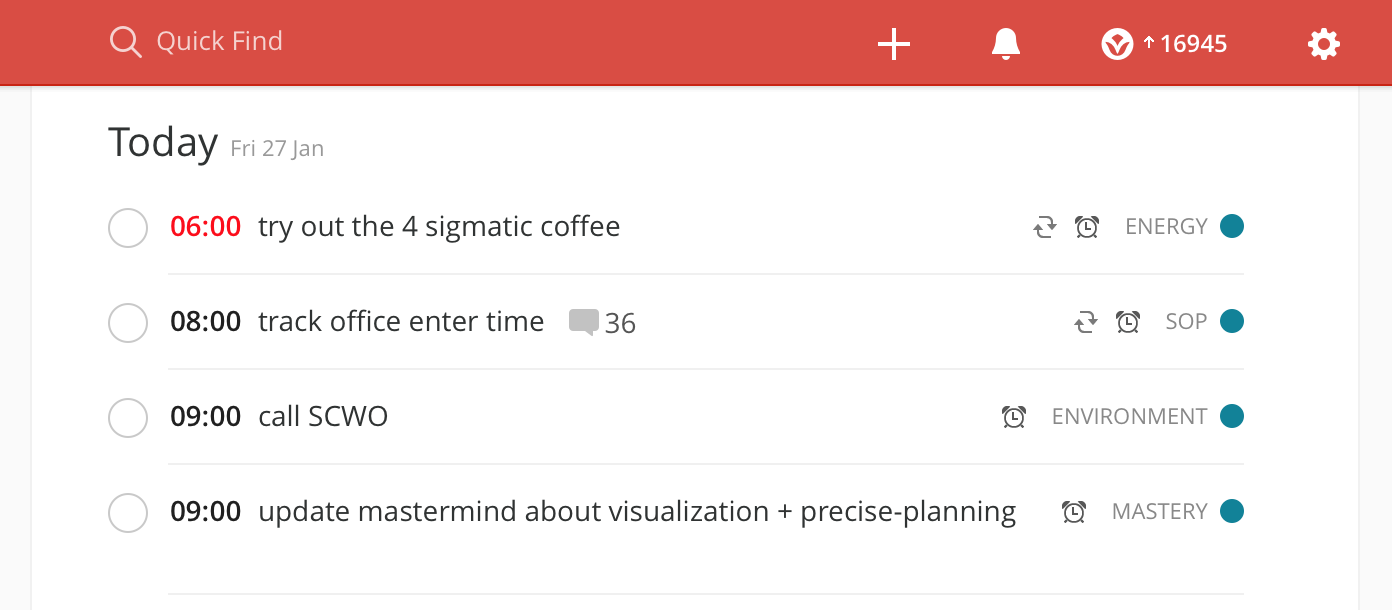 Quick Find
↑16945
Today Fri 27 Jan
06:00 try out the 4 sigmatic coffee ENERGY
08:00 track office enter time 36 SOP
09:00 call SCWO ENVIRONMENT
09:00 update mastermind about visualization + precise-planning MASTERY